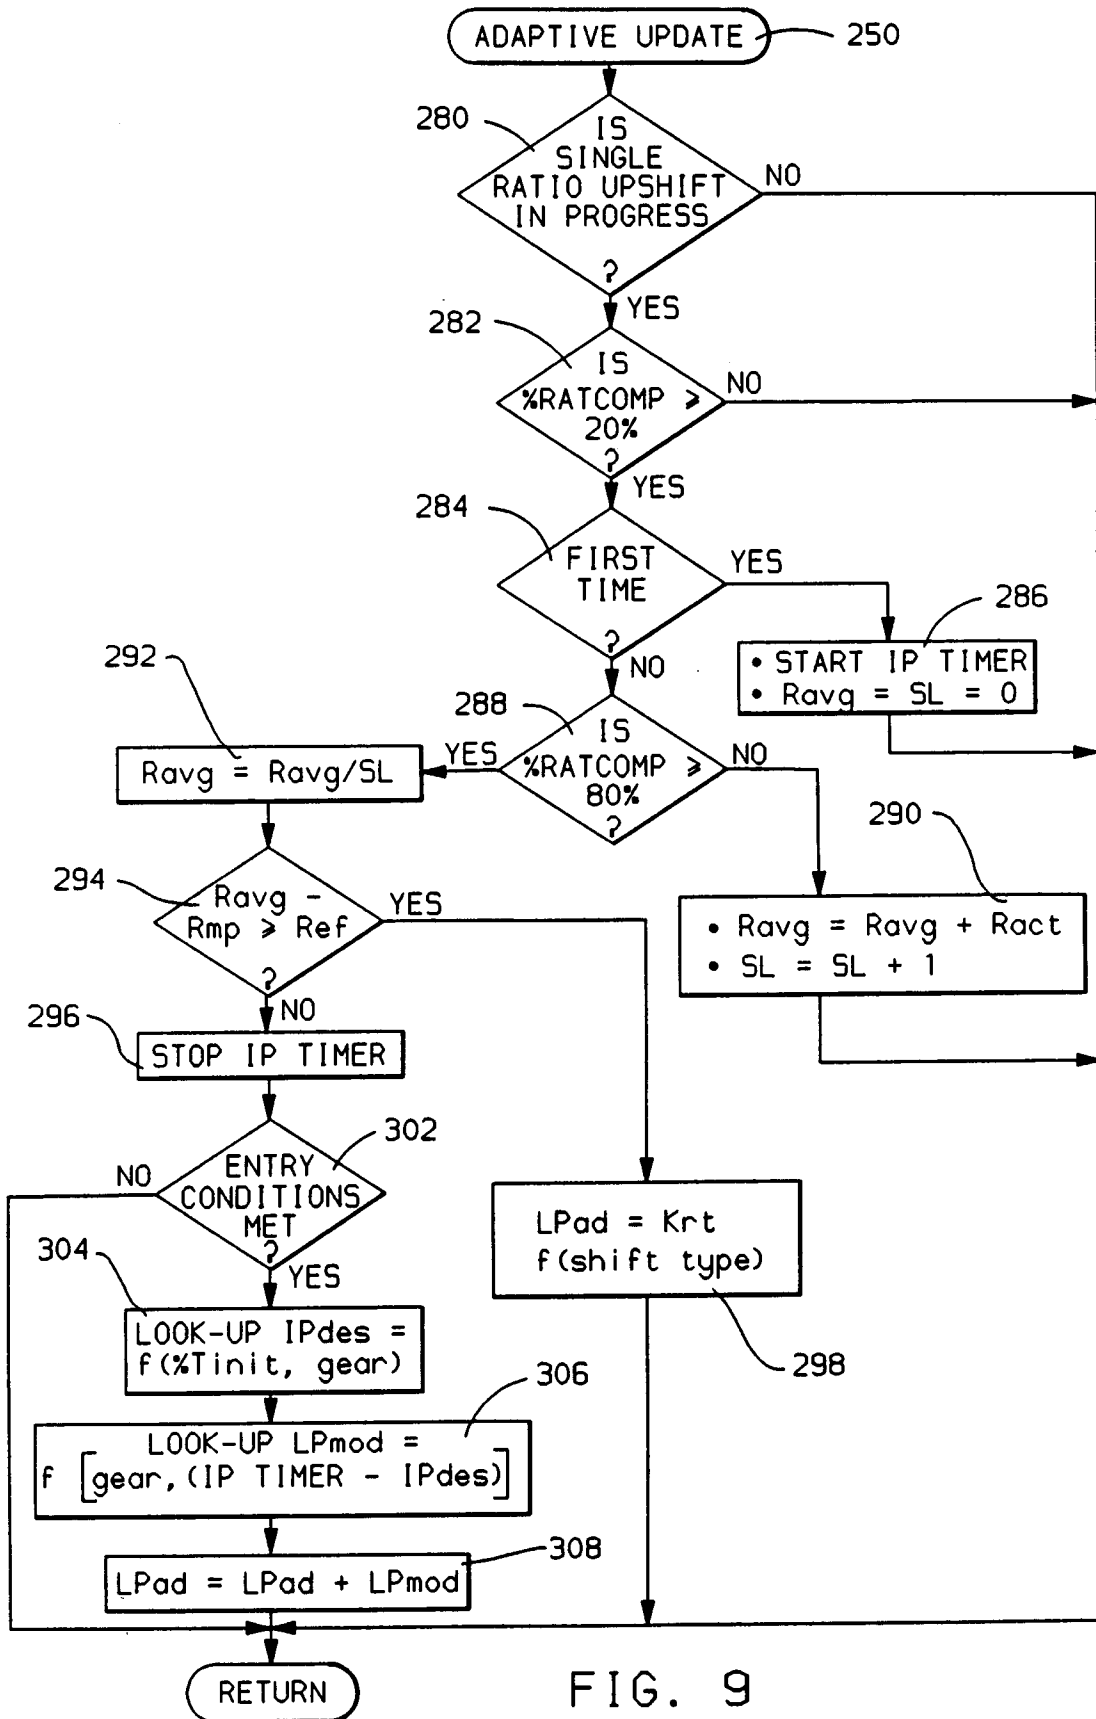 ADAPTIVE UPDATE
250
280
IS
SINGLE
RATIO UPSHIFT
IN PROGRESS
?
NO
YES
282
IS
%RATCOMP ⩾
20%
?
NO
YES
284
FIRST
TIME
?
YES
NO
286
• START IP TIMER
• Ravg = SL = 0
288
IS
%RATCOMP ⩾
80%
?
YES
NO
292
Ravg = Ravg/SL
290
• Ravg = Ravg + Ract
• SL = SL + 1
294
Ravg -
Rmp ⩾ Ref
?
YES
NO
296
STOP IP TIMER
302
ENTRY
CONDITIONS
MET
?
NO
YES
LPad = Krt
f(shift type)
298
304
LOOK-UP IPdes =
f(%Tinit, gear)
306
LOOK-UP LPmod =
f [gear, (IP TIMER - IPdes)]
308
LPad = LPad + LPmod
RETURN
FIG. 9